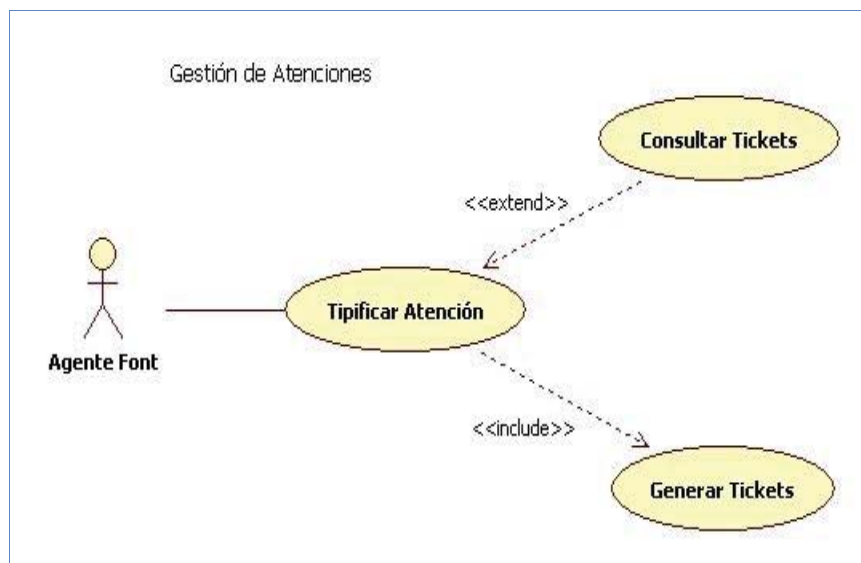 Gestión de Atenciones
Consultar Tickets
<<extend>>
Tipificar Atención
Agente Font
<<include>>
Generar Tickets